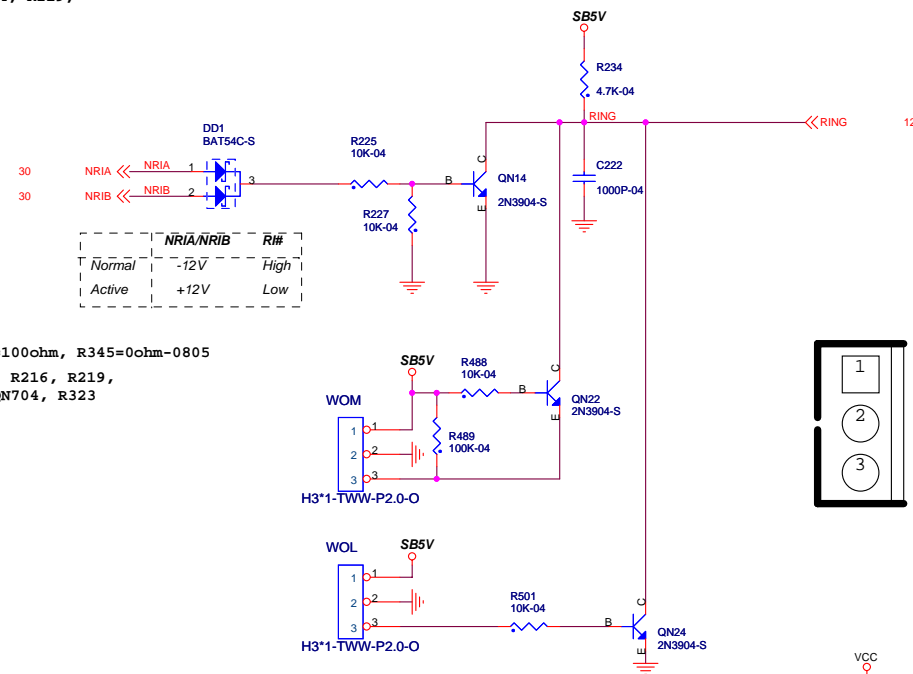 SB5V
R234
4.7K-04
RING
RING
12
DD1
BAT54C-S
R225
10K-04
C222
1000P-04
30 NRIA NRIA 1
3
30 NRIB NRIB 2
B C E
QN14
2N3904-S
R227
10K-04
NRIA/NRIB RI#
Normal -12V High
Active +12V Low
100ohm, R345=0ohm-0805
R216, R219,
N704, R323
SB5V
R488
10K-04
B C E
QN22
2N3904-S
WOM
1 1
2 2
3 3
R489
100K-04
H3*1-TWW-P2.0-O
1
2
3
WOL
SB5V
1 1
2 2
3 3
R501
10K-04
B C E
QN24
2N3904-S
H3*1-TWW-P2.0-O
VCC